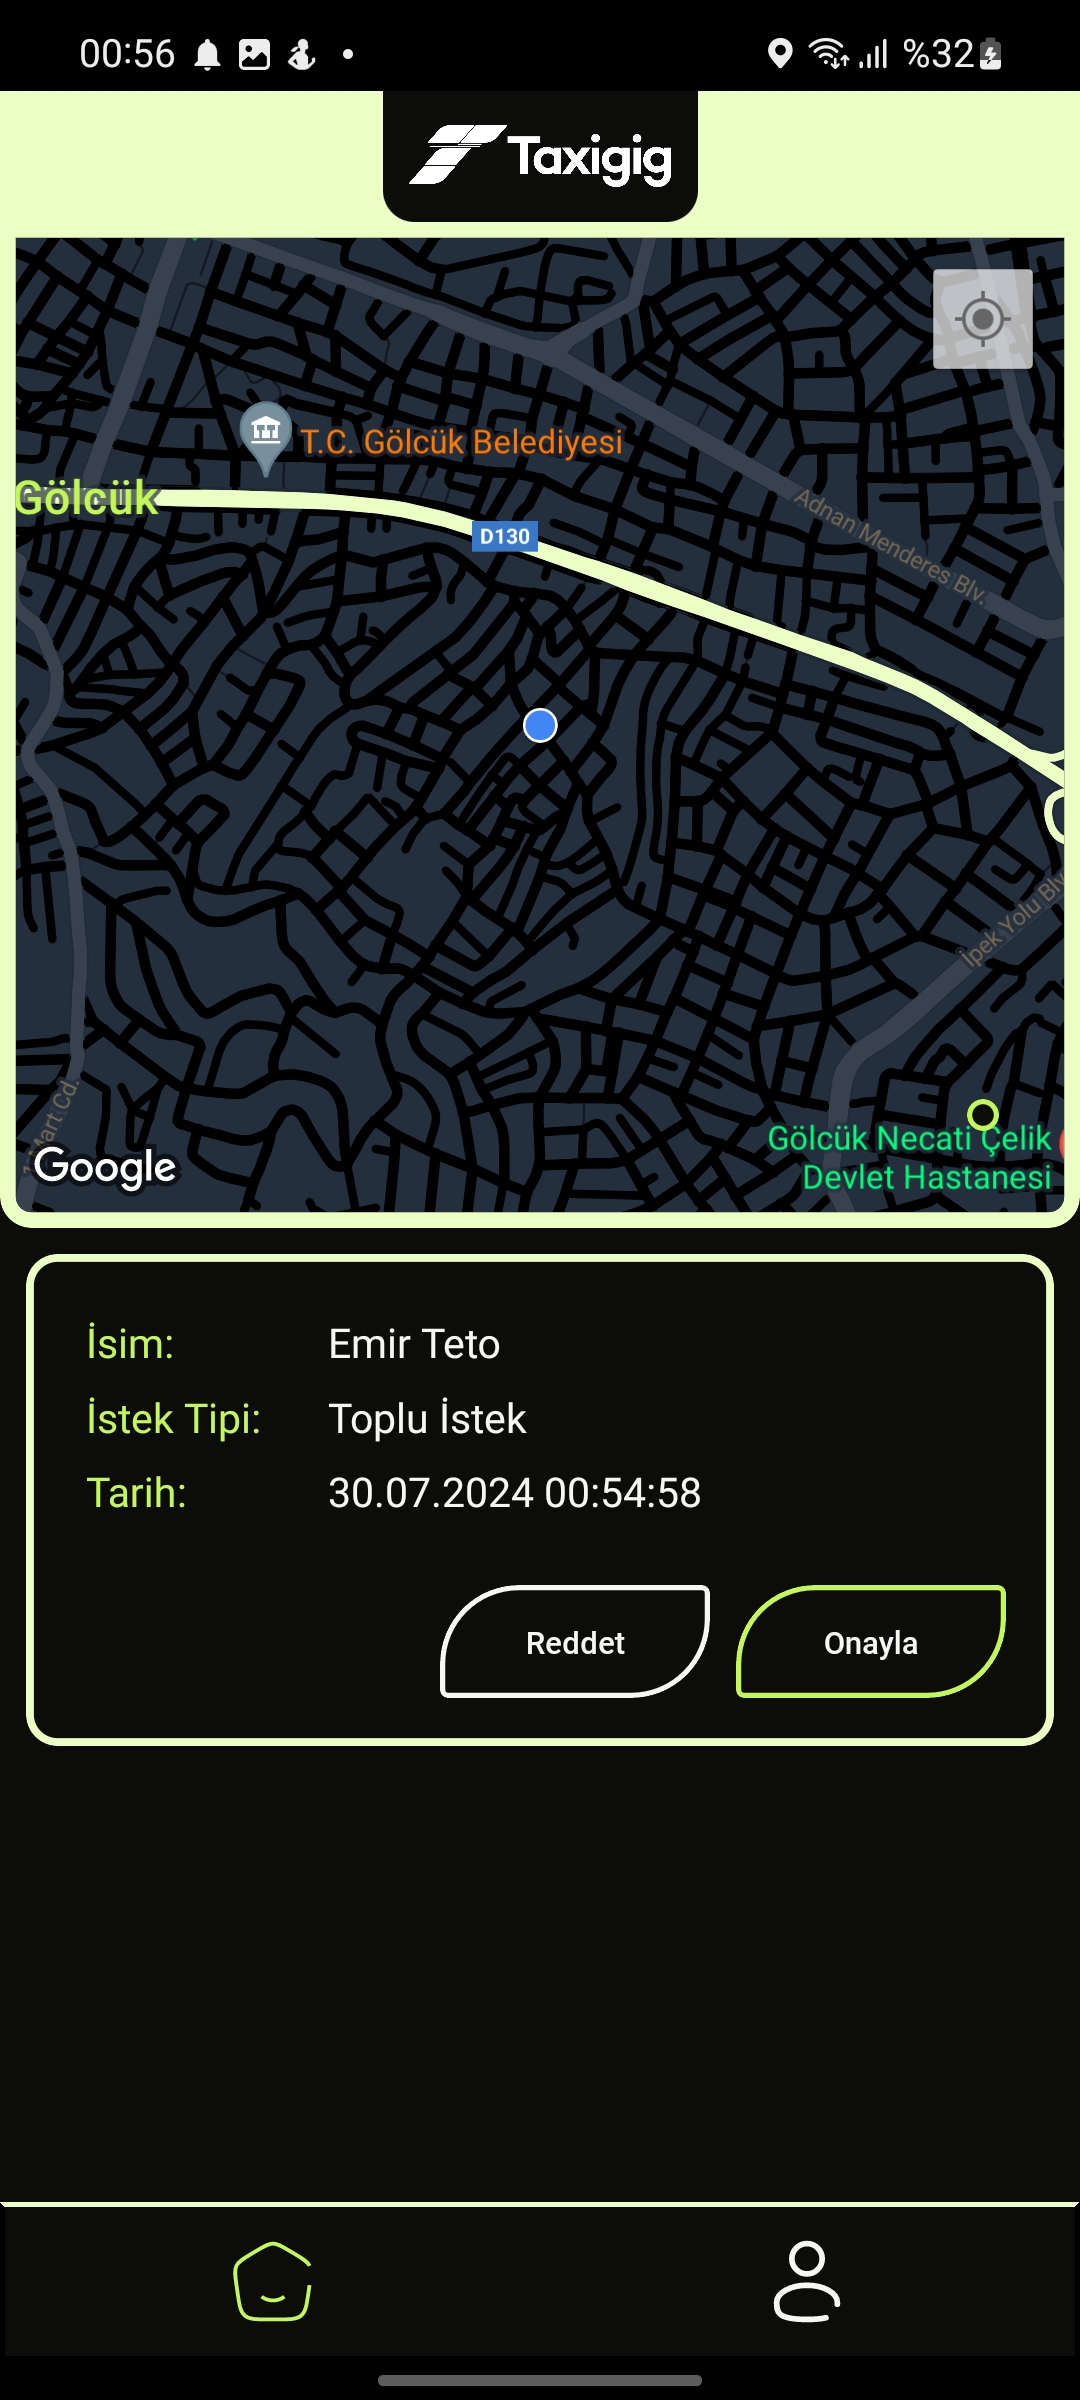 00:56 %32
Taxigig
T.C. Gölcük Belediyesi
Gölcük
D130
Adnan Menderes Blv.
İpek Yolu Blv
Mart Cd.
Gölcük Necati Çelik
Devlet Hastanesi
Google
İsim: Emir Teto
İstek Tipi: Toplu İstek
Tarih: 30.07.2024 00:54:58
Reddet Onayla